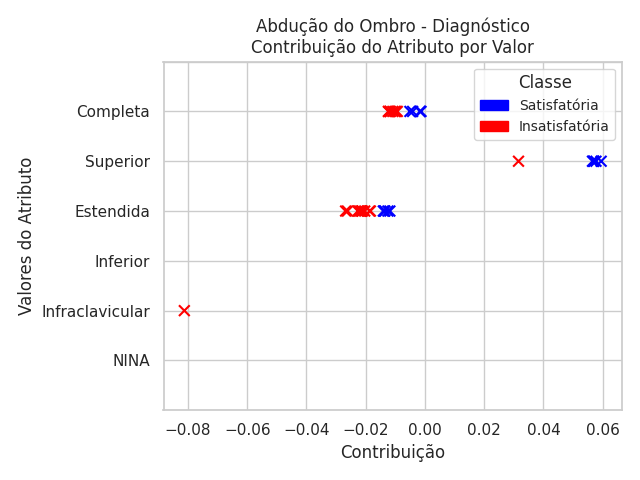 Abdução do Ombro - Diagnóstico
Contribuição do Atributo por Valor
Classe
Satisfatória
Insatisfatória
Valores do Atributo
Completa
Superior
Estendida
Inferior
Infraclavicular
NINA
−0.08 −0.06 −0.04 −0.02 0.00 0.02 0.04 0.06
Contribuição